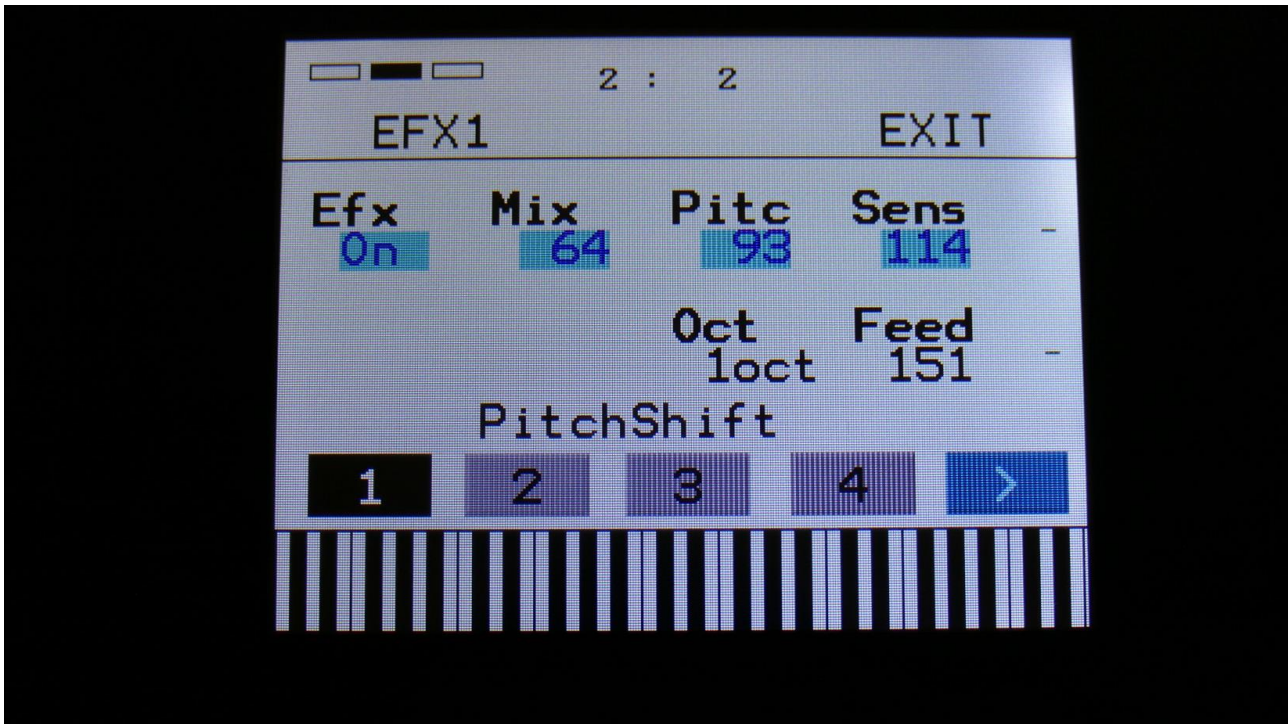 2 : 2
EFX1 EXIT
Efx Mix Pitc Sens -
On 64 93 114
Oct Feed -
1oct 151
PitchShift
1 2 3 4 >